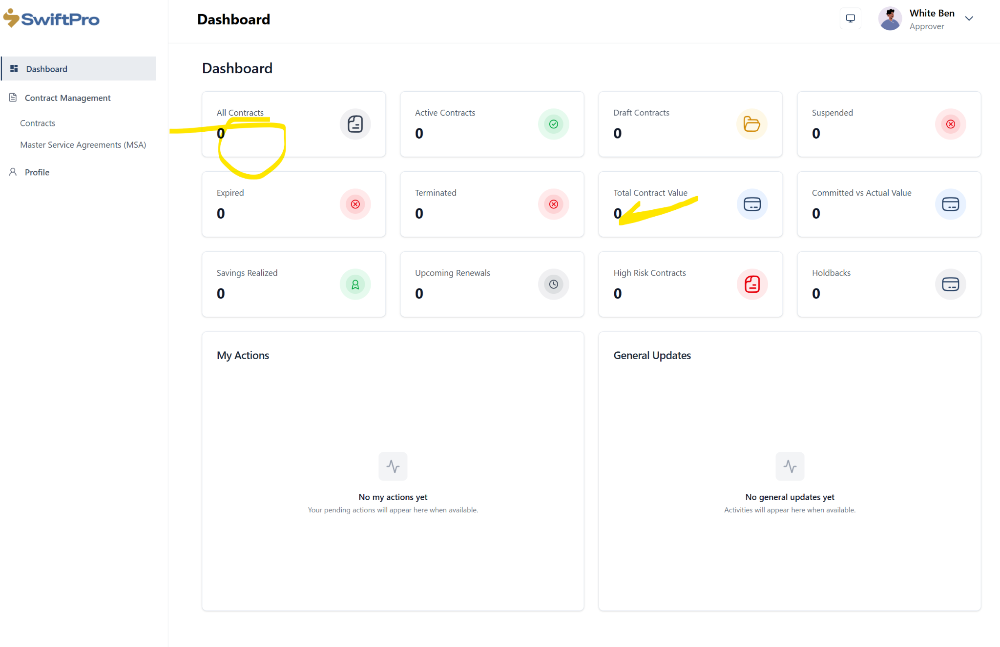 SwiftPro
Dashboard
White Ben
Approver
Dashboard
Contract Management
Contracts
Master Service Agreements (MSA)
Profile
Dashboard
All Contracts
0
Active Contracts
0
Draft Contracts
0
Suspended
0
Expired
0
Terminated
0
Total Contract Value
0
Committed vs Actual Value
0
Savings Realized
0
Upcoming Renewals
0
High Risk Contracts
0
Holdbacks
0
My Actions
No my actions yet
Your pending actions will appear here when available.
General Updates
No general updates yet
Activities will appear here when available.